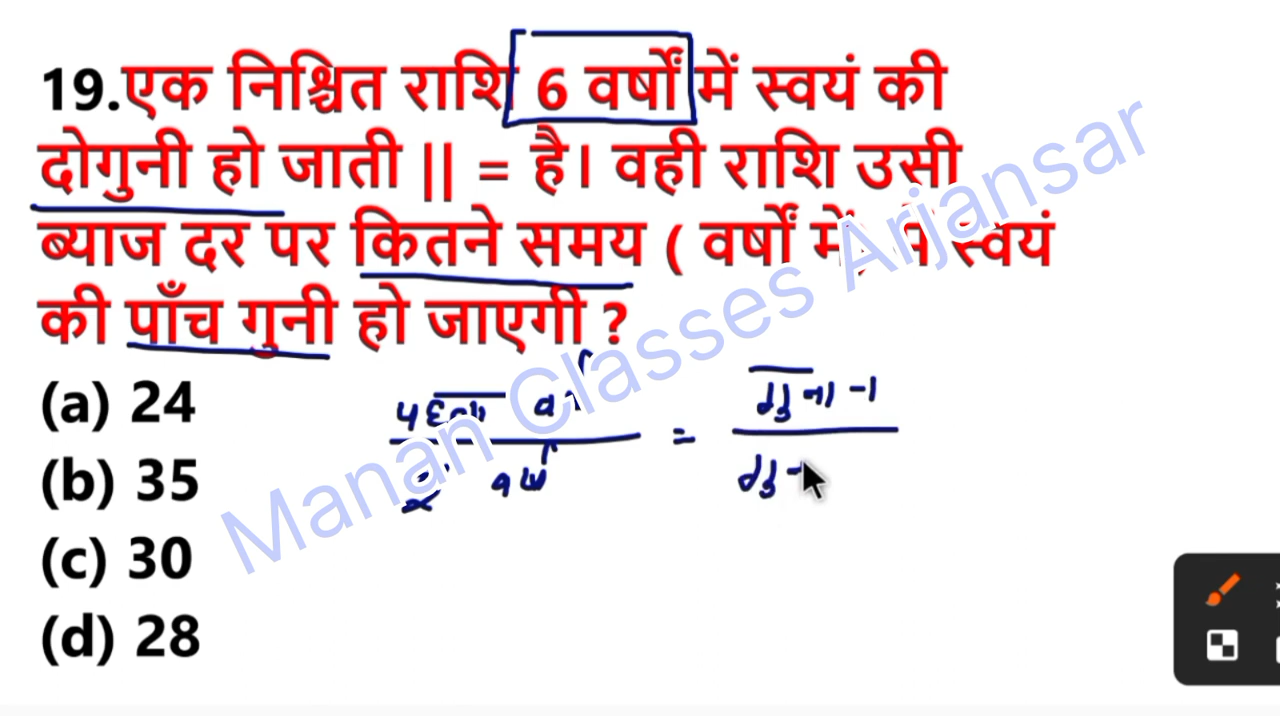 19.एक निश्चित राशि 6 वर्षों में स्वयं की
दोगुनी हो जाती || = है। वही राशि उसी
ब्याज दर पर कितने समय ( वर्षों में) में स्वयं
की पाँच गुनी हो जाएगी ?
(a) 24
(b) 35
(c) 30
(d) 28
Manan Classes Arjansar
=